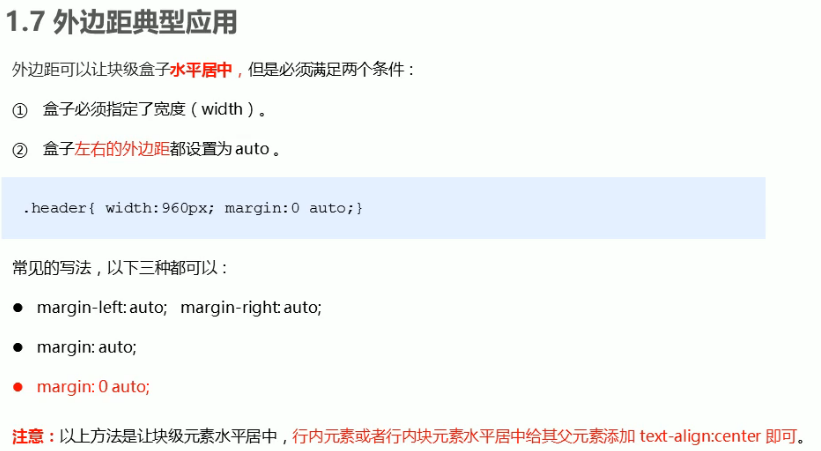 1.7 外边距典型应用
外边距可以让块级盒子水平居中，但是必须满足两个条件：
① 盒子必须指定了宽度（width）。
② 盒子左右的外边距都设置为 auto 。
.header{ width:960px; margin:0 auto;}
常见的写法，以下三种都可以：
● margin-left: auto; margin-right: auto;
● margin: auto;
● margin: 0 auto;
注意：以上方法是让块级元素水平居中，行内元素或者行内块元素水平居中给其父元素添加 text-align:center 即可。